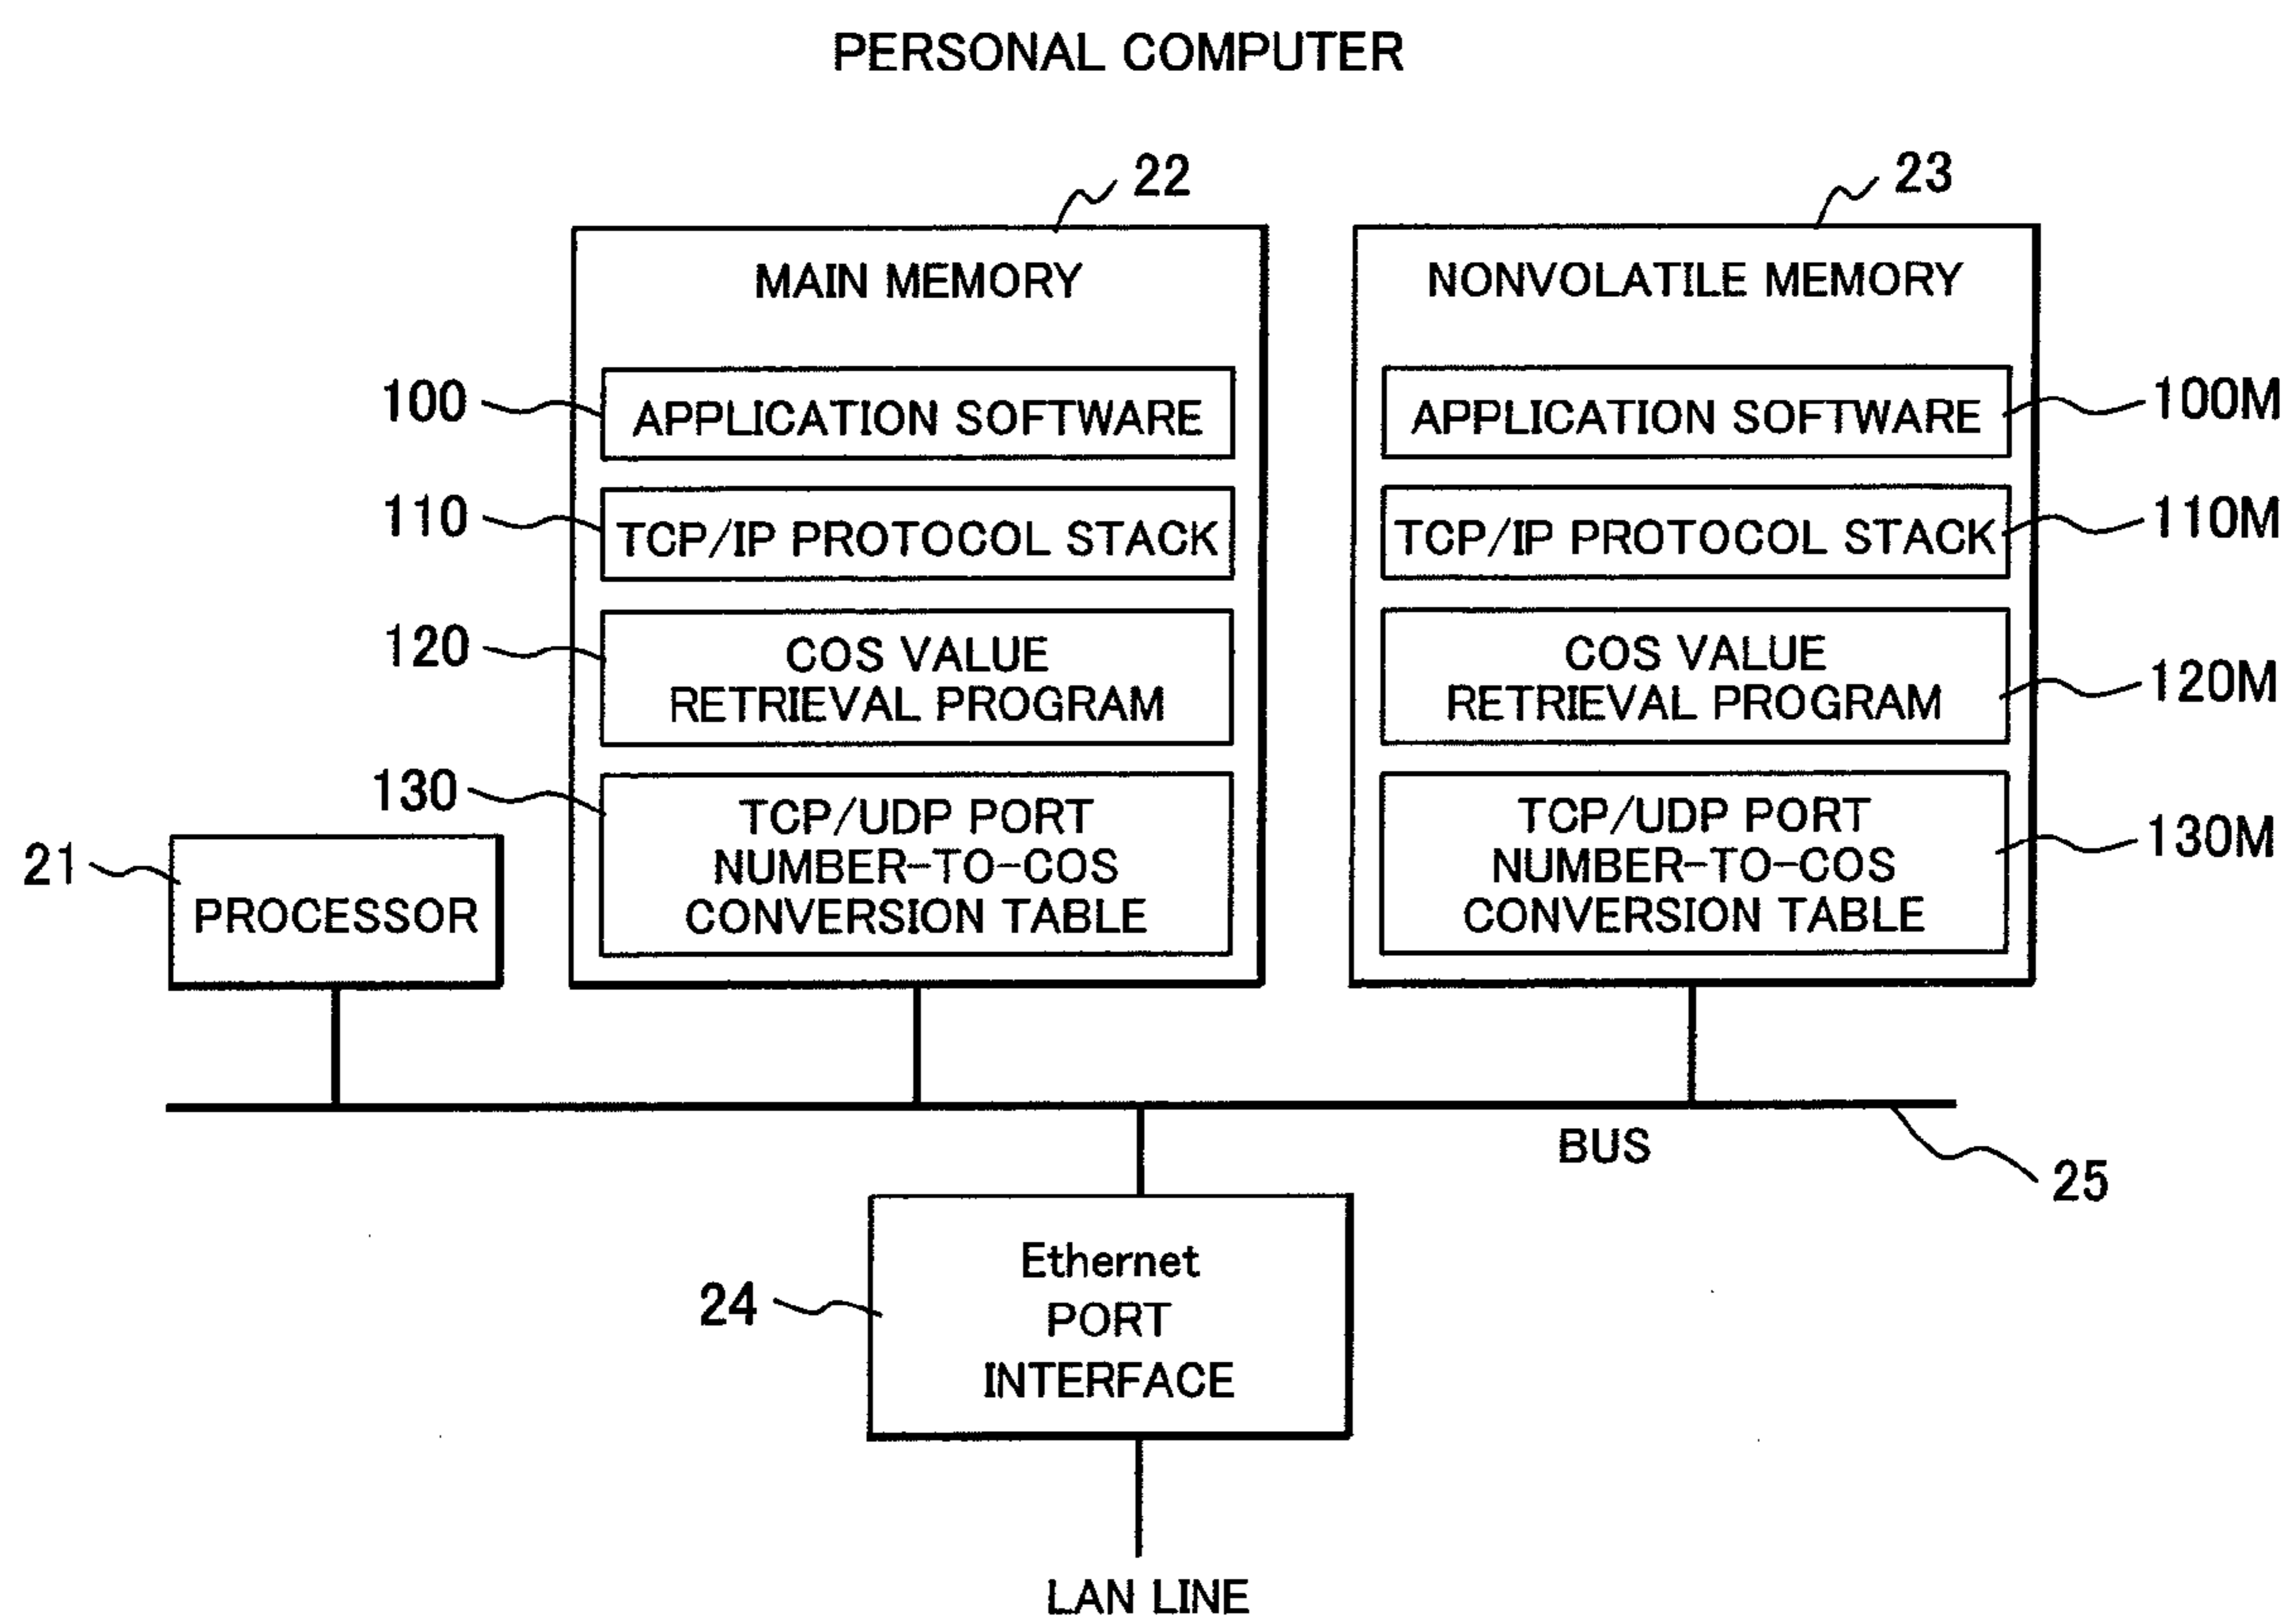 PERSONAL COMPUTER
22
23
MAIN MEMORY
NONVOLATILE MEMORY
100
APPLICATION SOFTWARE
APPLICATION SOFTWARE
100M
110
TCP/IP PROTOCOL STACK
TCP/IP PROTOCOL STACK
110M
120
COS VALUE
RETRIEVAL PROGRAM
COS VALUE
RETRIEVAL PROGRAM
120M
130
TCP/UDP PORT
NUMBER-TO-COS
CONVERSION TABLE
TCP/UDP PORT
NUMBER-TO-COS
CONVERSION TABLE
130M
21
PROCESSOR
BUS
25
24
Ethernet
PORT
INTERFACE
LAN LINE